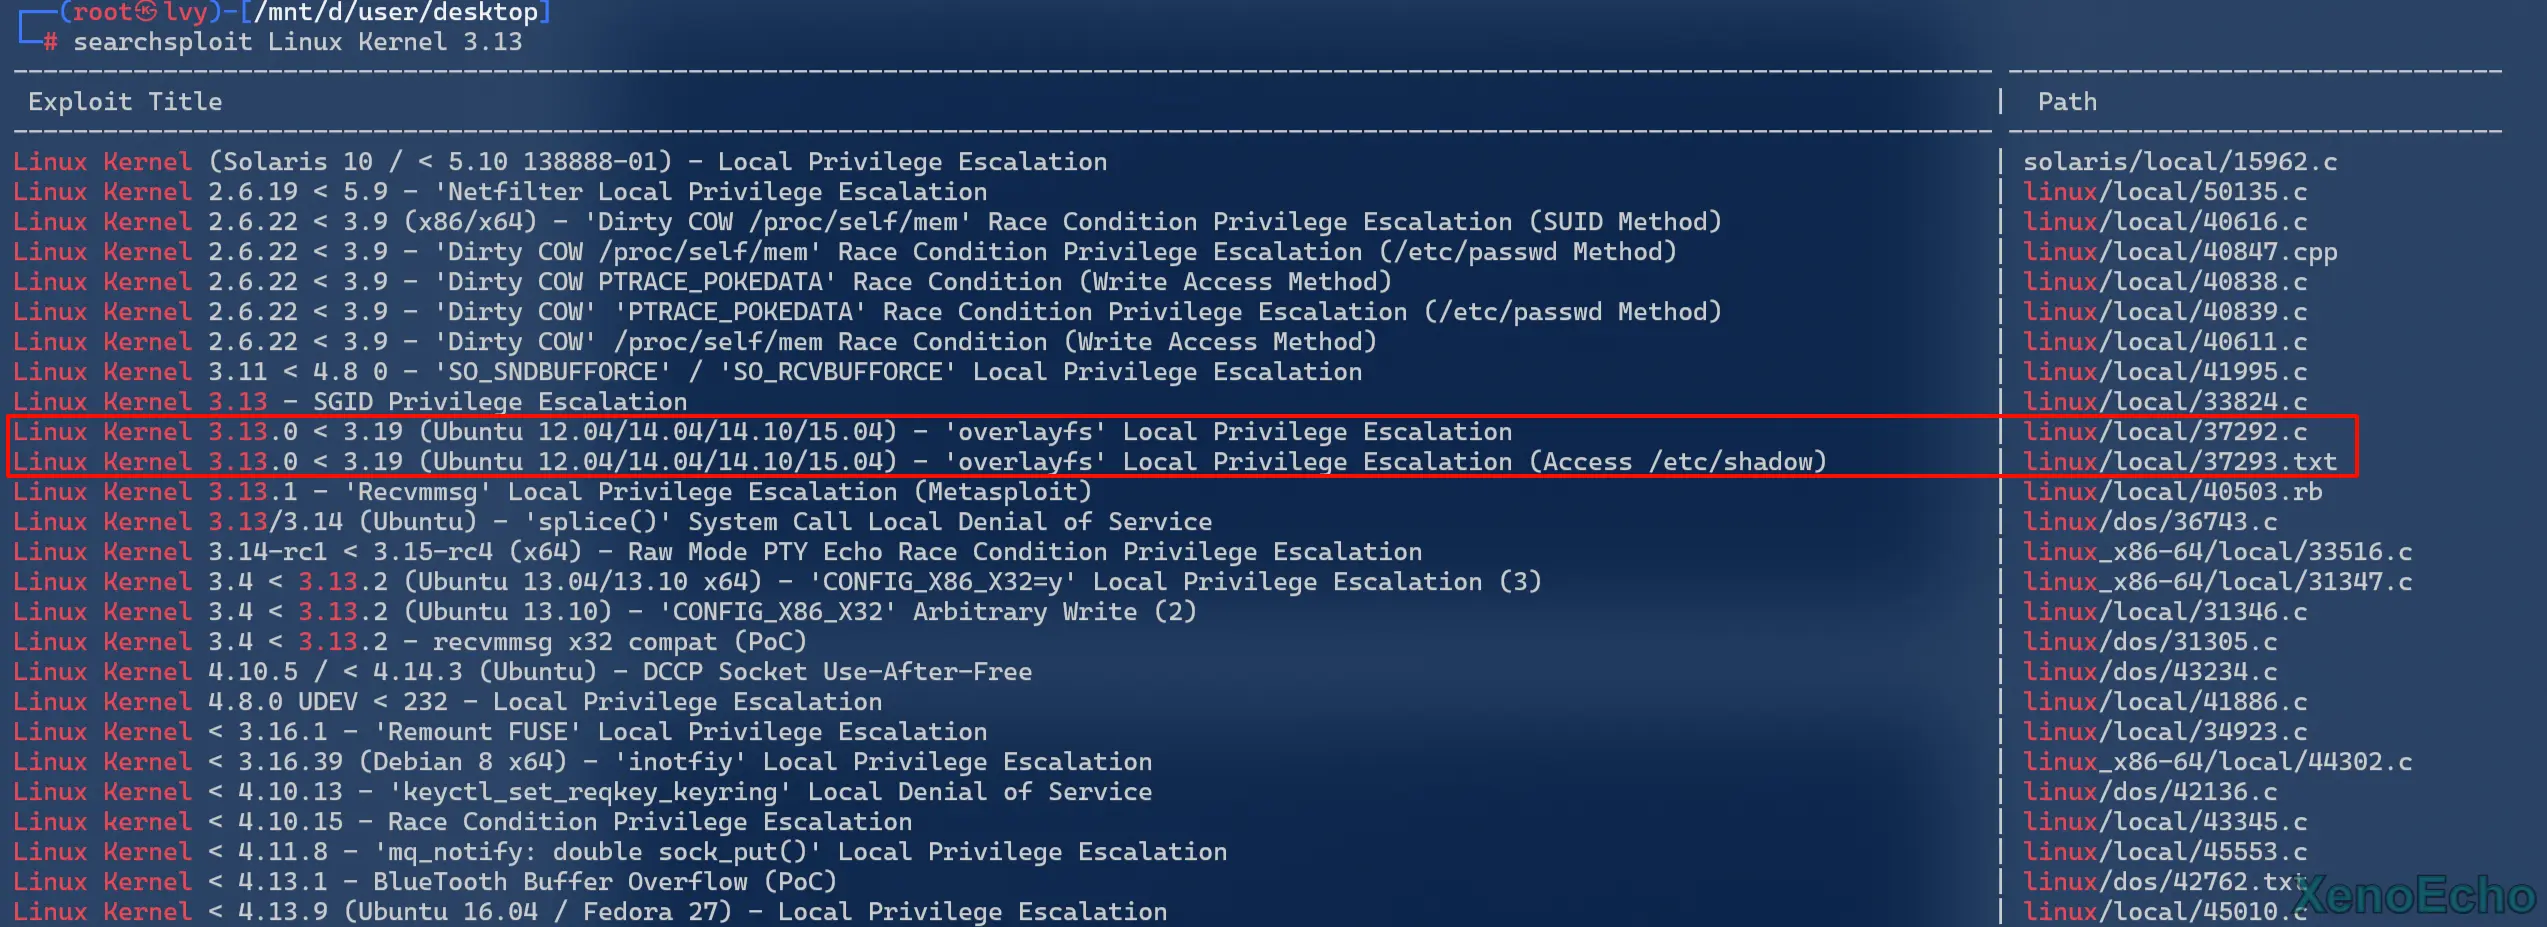 ┌──(root㉿lvy)-[/mnt/d/user/desktop]
└─# searchsploit Linux Kernel 3.13
Exploit Title | Path
Linux Kernel (Solaris 10 / < 5.10 138888-01) - Local Privilege Escalation | solaris/local/15962.c
Linux Kernel 2.6.19 < 5.9 - 'Netfilter Local Privilege Escalation | linux/local/50135.c
Linux Kernel 2.6.22 < 3.9 (x86/x64) - 'Dirty COW /proc/self/mem' Race Condition Privilege Escalation (SUID Method) | linux/local/40616.c
Linux Kernel 2.6.22 < 3.9 - 'Dirty COW /proc/self/mem' Race Condition Privilege Escalation (/etc/passwd Method) | linux/local/40847.cpp
Linux Kernel 2.6.22 < 3.9 - 'Dirty COW PTRACE_POKEDATA' Race Condition (Write Access Method) | linux/local/40838.c
Linux Kernel 2.6.22 < 3.9 - 'Dirty COW' 'PTRACE_POKEDATA' Race Condition Privilege Escalation (/etc/passwd Method) | linux/local/40839.c
Linux Kernel 2.6.22 < 3.9 - 'Dirty COW' /proc/self/mem Race Condition (Write Access Method) | linux/local/40611.c
Linux Kernel 3.11 < 4.8 0 - 'SO_SNDBUFFORCE' / 'SO_RCVBUFFORCE' Local Privilege Escalation | linux/local/41995.c
Linux Kernel 3.13 - SGID Privilege Escalation | linux/local/33824.c
Linux Kernel 3.13.0 < 3.19 (Ubuntu 12.04/14.04/14.10/15.04) - 'overlayfs' Local Privilege Escalation | linux/local/37292.c
Linux Kernel 3.13.0 < 3.19 (Ubuntu 12.04/14.04/14.10/15.04) - 'overlayfs' Local Privilege Escalation (Access /etc/shadow) | linux/local/37293.txt
Linux Kernel 3.13.1 - 'Recvmmsg' Local Privilege Escalation (Metasploit) | linux/local/40503.rb
Linux Kernel 3.13/3.14 (Ubuntu) - 'splice()' System Call Local Denial of Service | linux/dos/36743.c
Linux Kernel 3.14-rc1 < 3.15-rc4 (x64) - Raw Mode PTY Echo Race Condition Privilege Escalation | linux_x86-64/local/33516.c
Linux Kernel 3.4 < 3.13.2 (Ubuntu 13.04/13.10 x64) - 'CONFIG_X86_X32=y' Local Privilege Escalation (3) | linux_x86-64/local/31347.c
Linux Kernel 3.4 < 3.13.2 (Ubuntu 13.10) - 'CONFIG_X86_X32' Arbitrary Write (2) | linux/local/31346.c
Linux Kernel 3.4 < 3.13.2 - recvmmsg x32 compat (PoC) | linux/dos/31305.c
Linux Kernel 4.10.5 / < 4.14.3 (Ubuntu) - DCCP Socket Use-After-Free | linux/dos/43234.c
Linux Kernel 4.8.0 UDEV < 232 - Local Privilege Escalation | linux/local/41886.c
Linux Kernel < 3.16.1 - 'Remount FUSE' Local Privilege Escalation | linux/local/34923.c
Linux Kernel < 3.16.39 (Debian 8 x64) - 'inotfiy' Local Privilege Escalation | linux_x86-64/local/44302.c
Linux Kernel < 4.10.13 - 'keyctl_set_reqkey_keyring' Local Denial of Service | linux/dos/42136.c
Linux Kernel < 4.10.15 - Race Condition Privilege Escalation | linux/local/43345.c
Linux Kernel < 4.11.8 - 'mq_notify: double sock_put()' Local Privilege Escalation | linux/local/45553.c
Linux Kernel < 4.13.1 - BlueTooth Buffer Overflow (PoC) | linux/dos/42762.txt
Linux Kernel < 4.13.9 (Ubuntu 16.04 / Fedora 27) - Local Privilege Escalation | linux/local/45010.c
XenoEcho